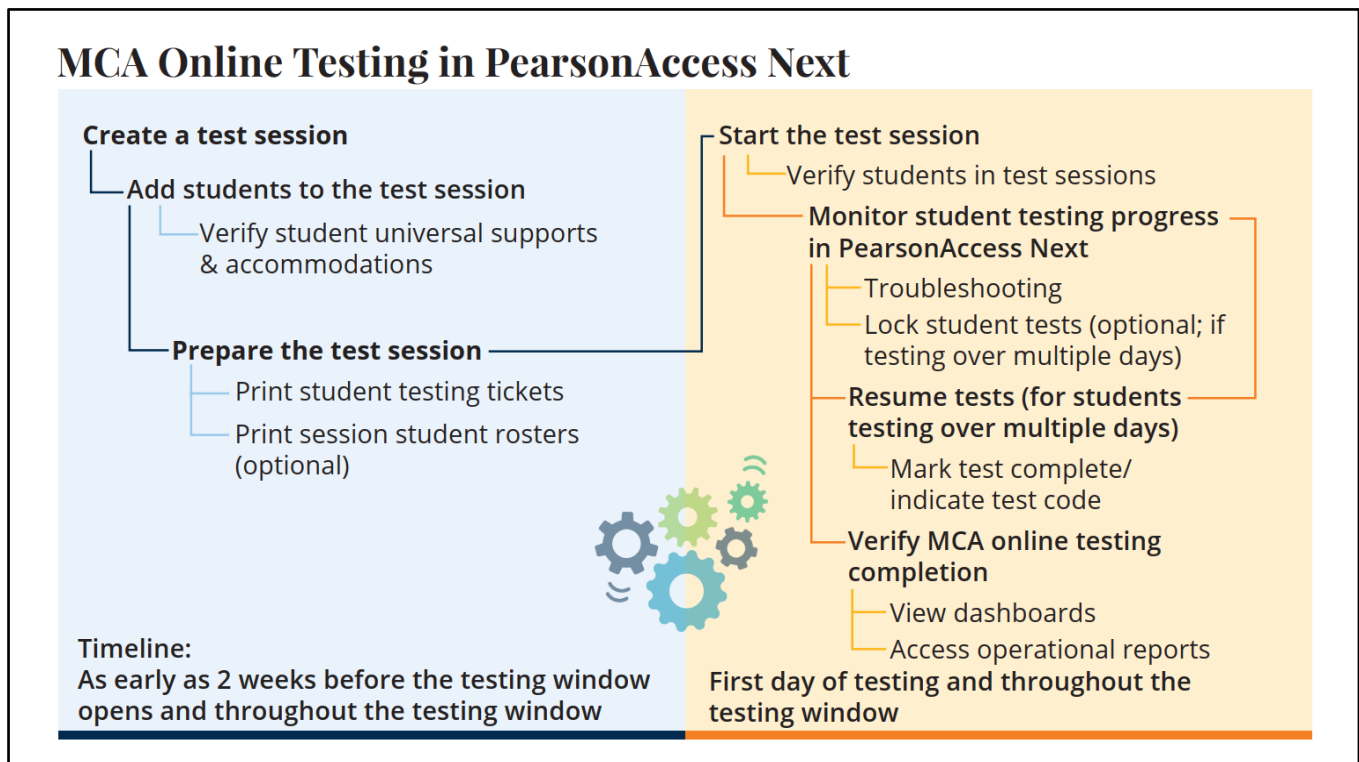 MCA Online Testing in PearsonAccess Next
Create a test session
Add students to the test session
Verify student universal supports
& accommodations
Prepare the test session
Print student testing tickets
Print session student rosters
(optional)
Timeline:
As early as 2 weeks before the testing window
opens and throughout the testing window
Start the test session
Verify students in test sessions
Monitor student testing progress
in PearsonAccess Next
Troubleshooting
Lock student tests (optional; if
testing over multiple days)
Resume tests (for students
testing over multiple days)
Mark test complete/
indicate test code
Verify MCA online testing
completion
View dashboards
Access operational reports
First day of testing and throughout the
testing window